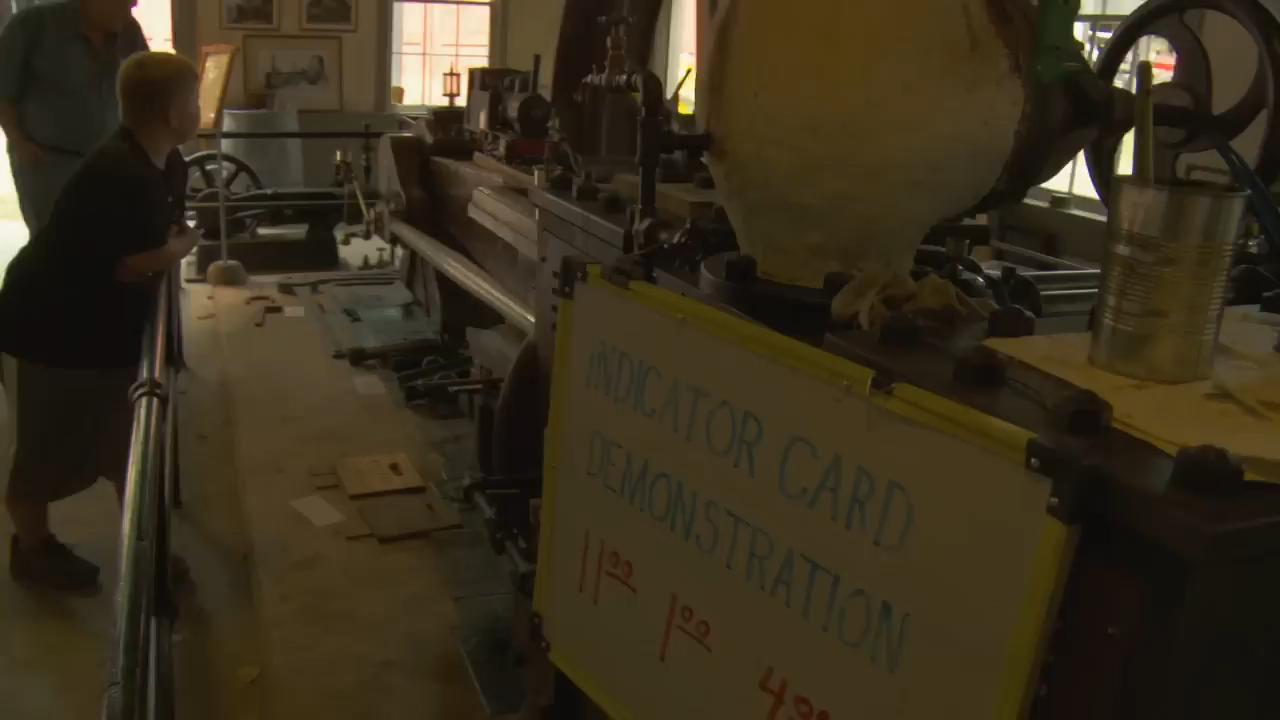 INDICATOR CARD
DEMONSTRATION
11⁰⁰ 1⁰⁰ 4⁰⁰